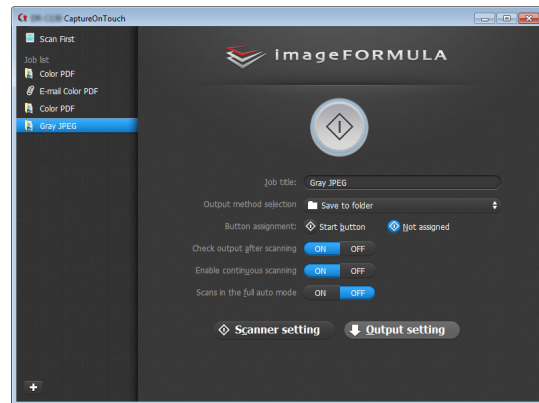 CaptureOnTouch
Scan First
Job list
Color PDF
E-mail Color PDF
Color PDF
Gray JPEG
imageFORMULA
Job title: Gray JPEG
Output method selection Save to folder
Button assignment: Start button Not assigned
Check output after scanning ON OFF
Enable continuous scanning ON OFF
Scans in the full auto mode ON OFF
Scanner setting Output setting